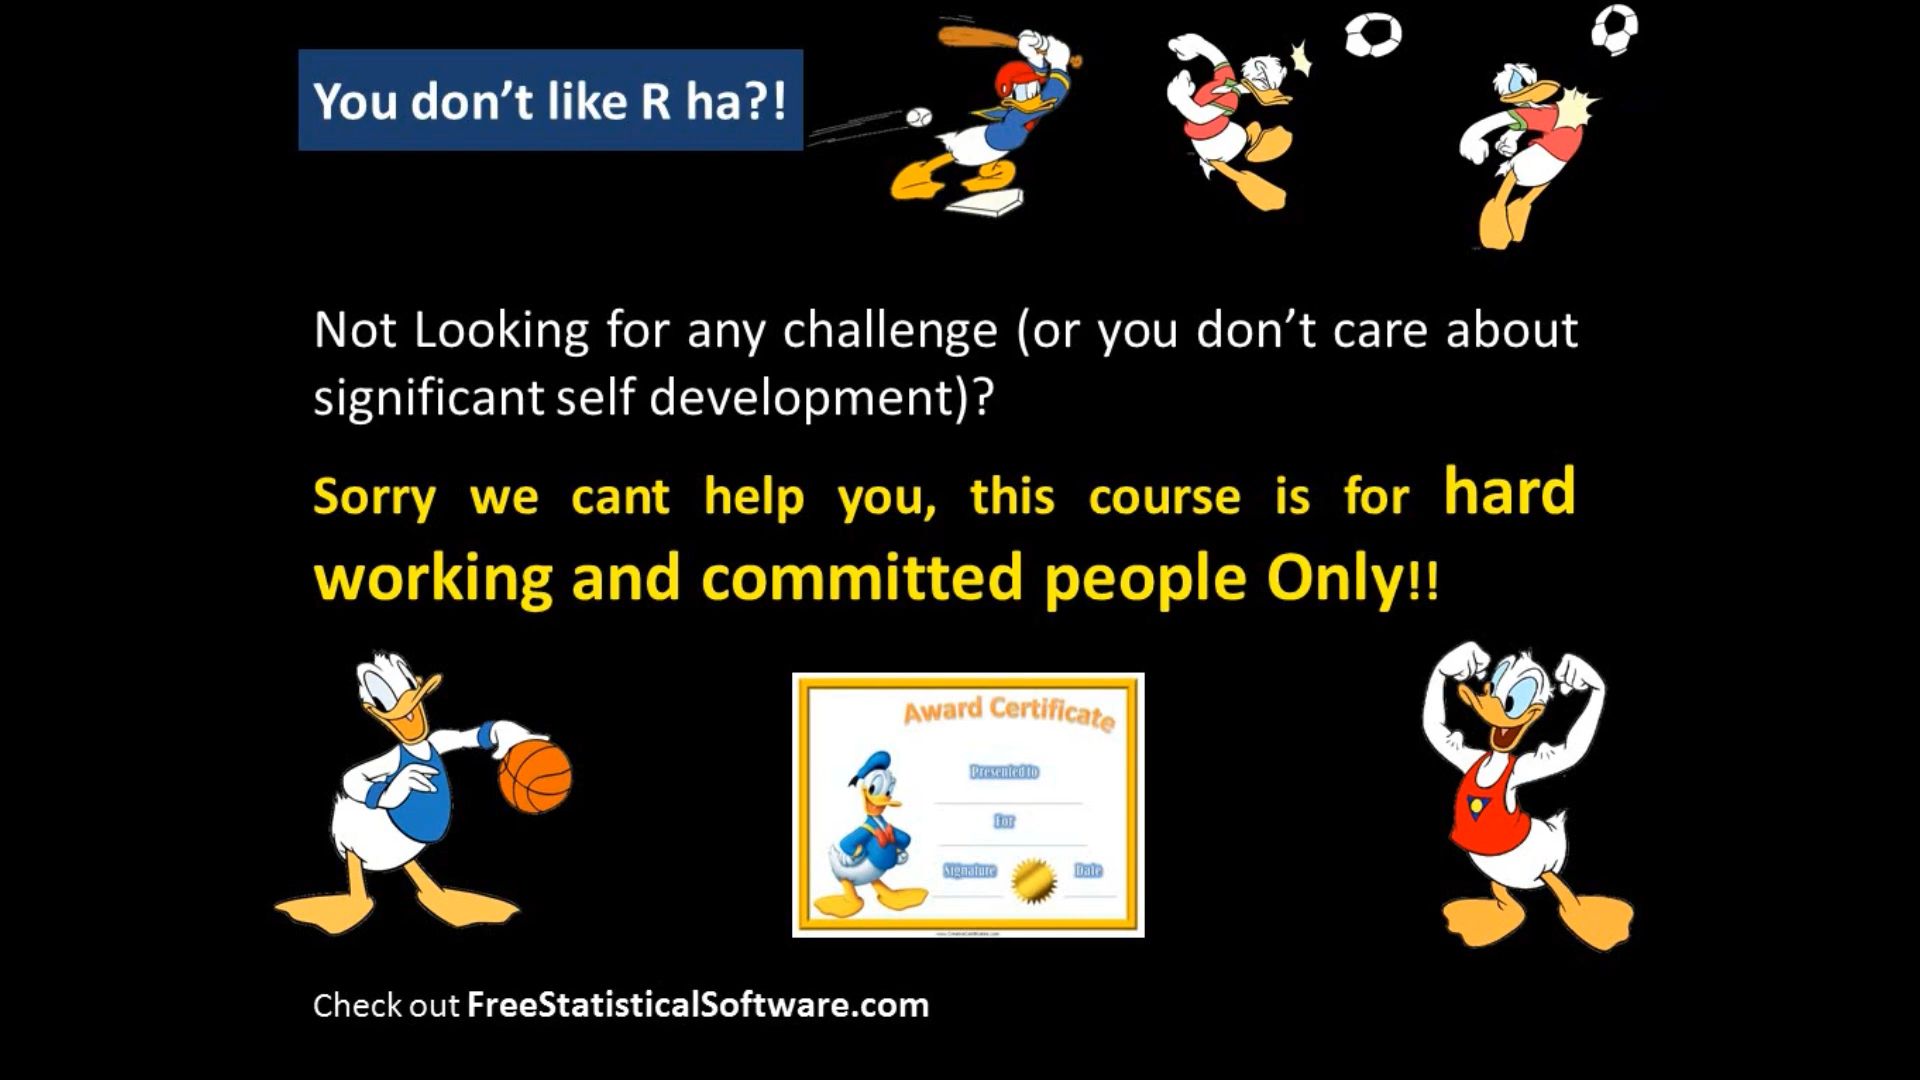 You don't like R ha?!
Not Looking for any challenge (or you don't care about
significant self development)?
Sorry we cant help you, this course is for hard
working and committed people Only!!
Award Certificate
Presented to
For
Signature
Date
Check out FreeStatisticalSoftware.com